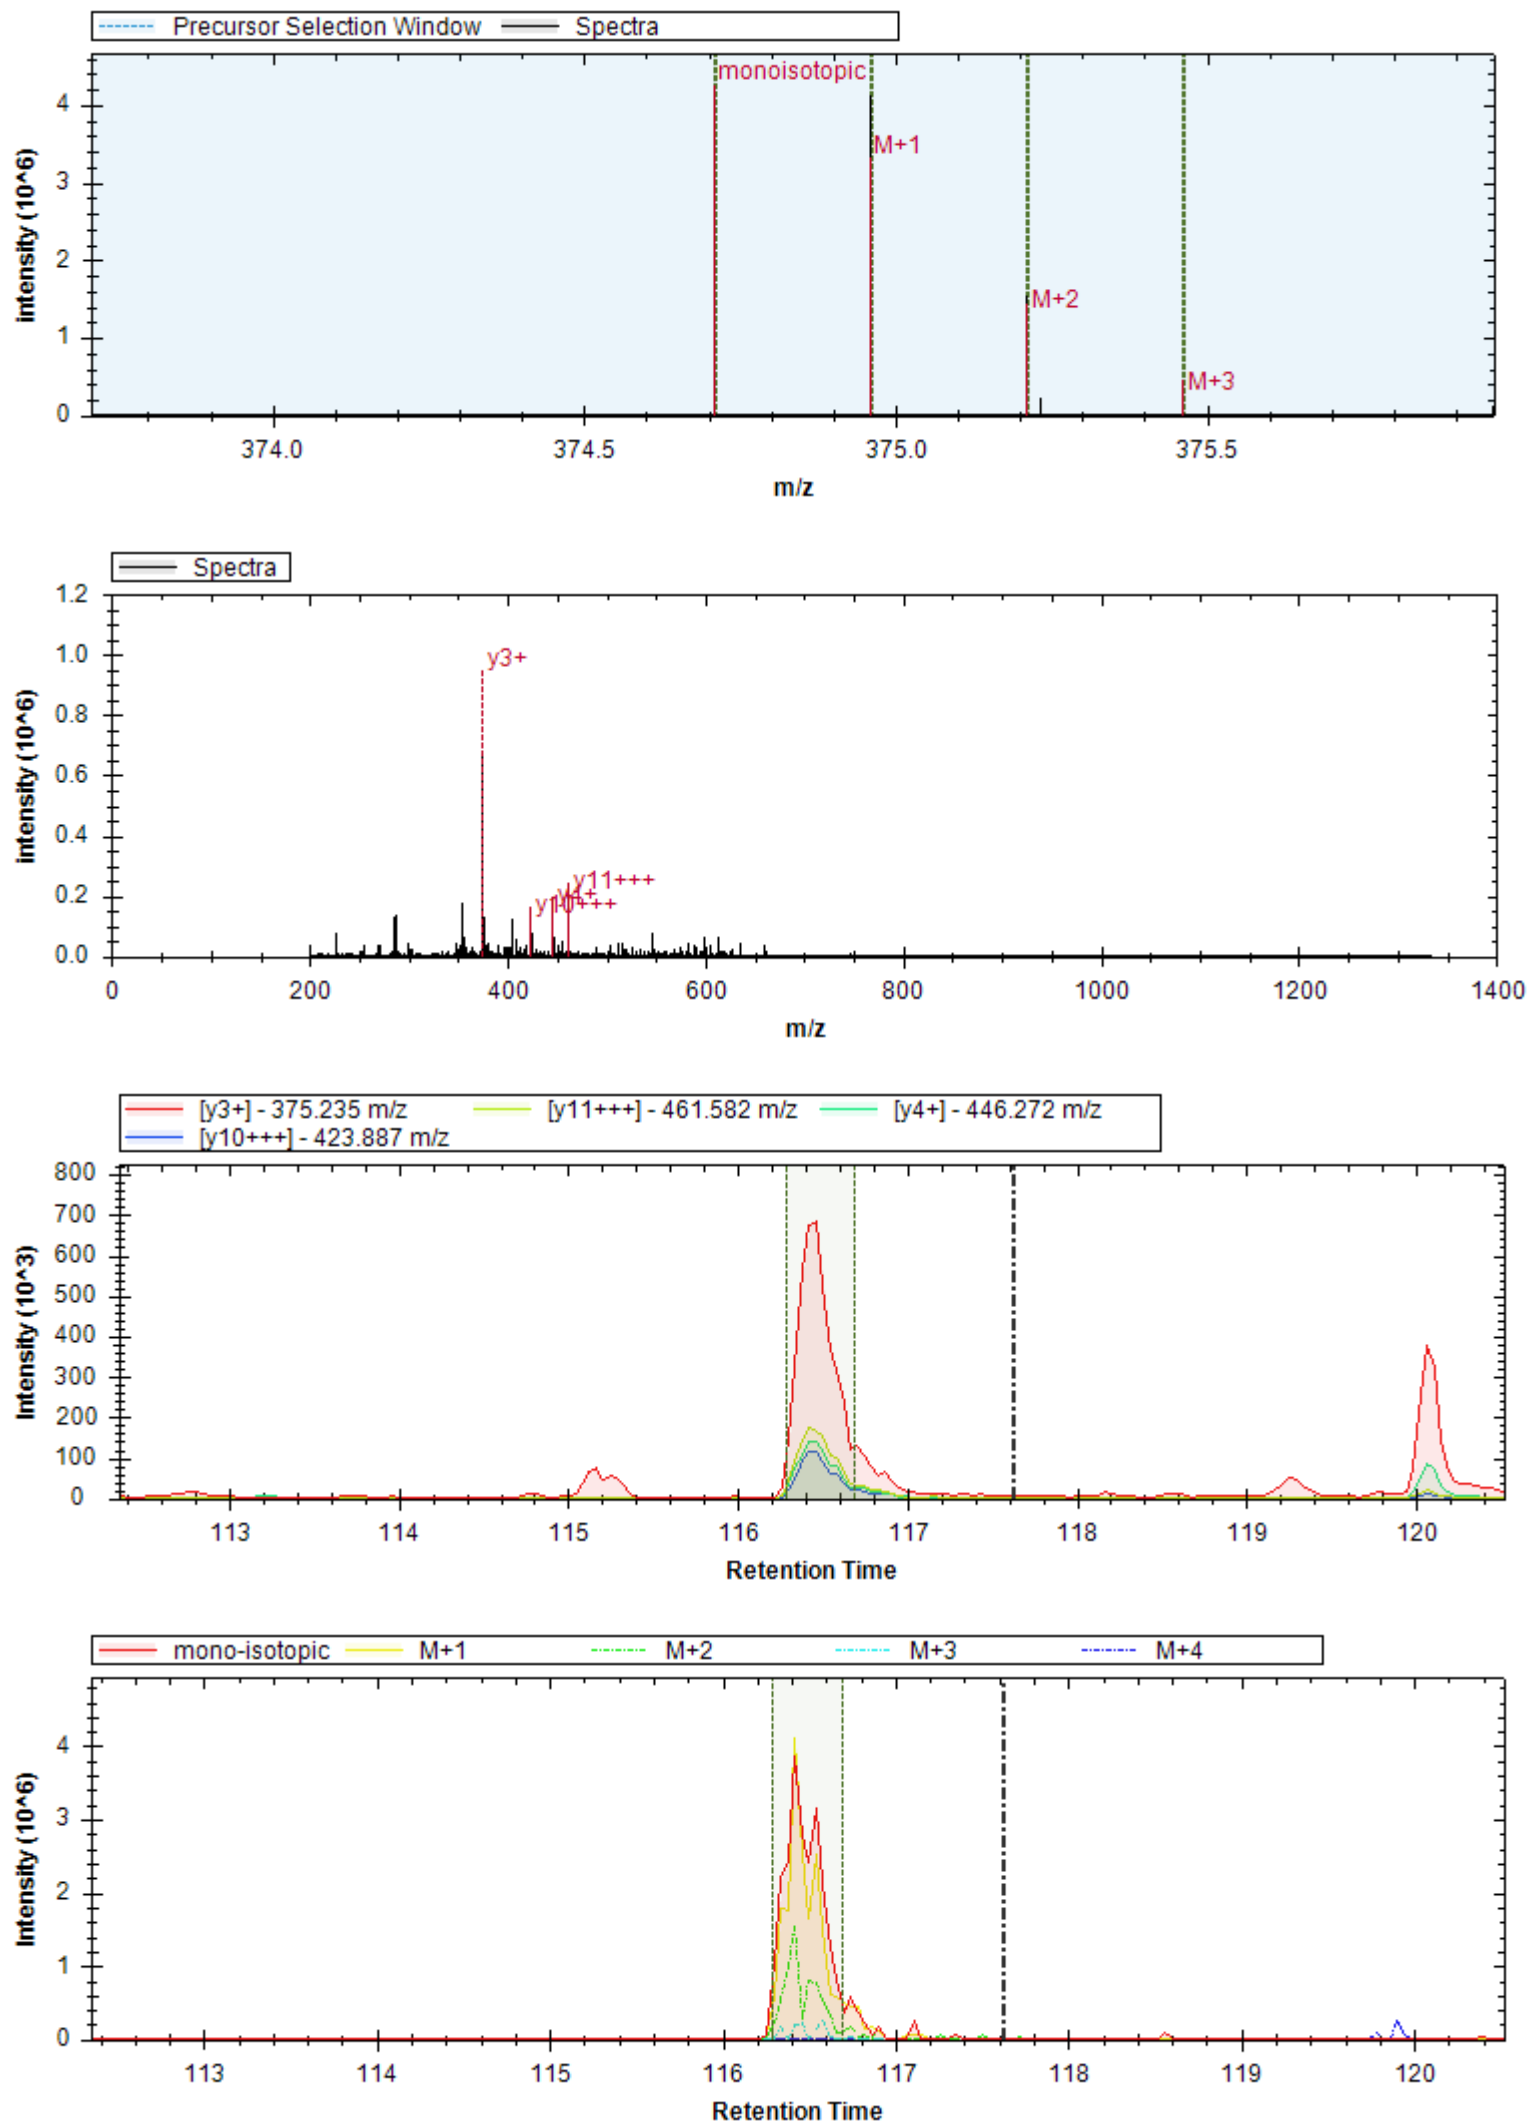 Precursor Selection Window Spectra
intensity (10^6)
4
3
2
1
0
monoisotopic
M+1
M+2
M+3
374.0 374.5 375.0 375.5
m/z
Spectra
intensity (10^6)
1.2
1.0
0.8
0.6
0.4
0.2
0.0
y3+
y11+++
y4+
y10+++
0 200 400 600 800 1000 1200 1400
m/z
[y3+] - 375.235 m/z [y11+++] - 461.582 m/z [y4+] - 446.272 m/z
[y10+++] - 423.887 m/z
Intensity (10^3)
800
700
600
500
400
300
200
100
0
113 114 115 116 117 118 119 120
Retention Time
mono-isotopic M+1 M+2 M+3 M+4
Intensity (10^6)
4
3
2
1
0
113 114 115 116 117 118 119 120
Retention Time